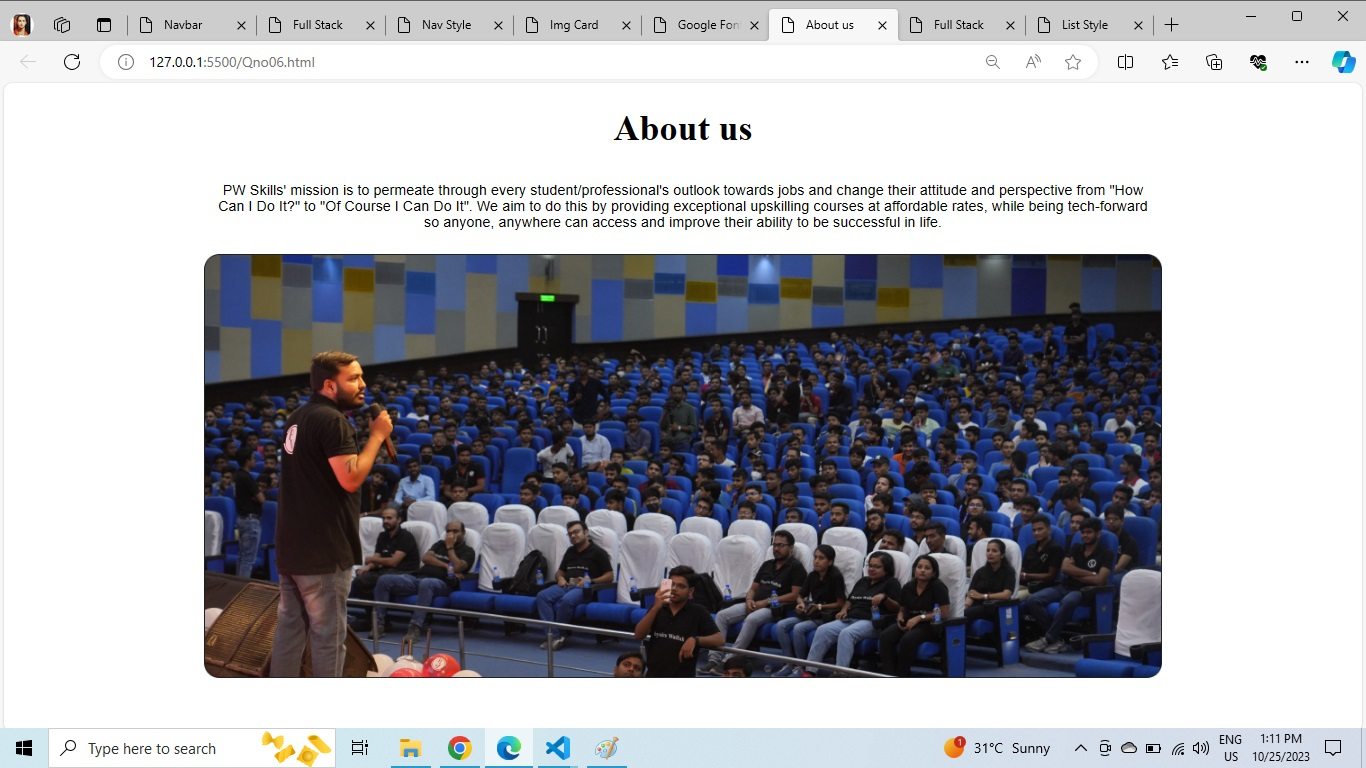 Navbar
Full Stack
Nav Style
Img Card
Google Fon
About us
Full Stack
List Style
127.0.0.1:5500/Qno06.html
About us
PW Skills' mission is to permeate through every student/professional's outlook towards jobs and change their attitude and perspective from "How
Can I Do It?" to "Of Course I Can Do It". We aim to do this by providing exceptional upskilling courses at affordable rates, while being tech-forward
so anyone, anywhere can access and improve their ability to be successful in life.
Type here to search
1
31°C Sunny
ENG
US
1:11 PM
10/25/2023